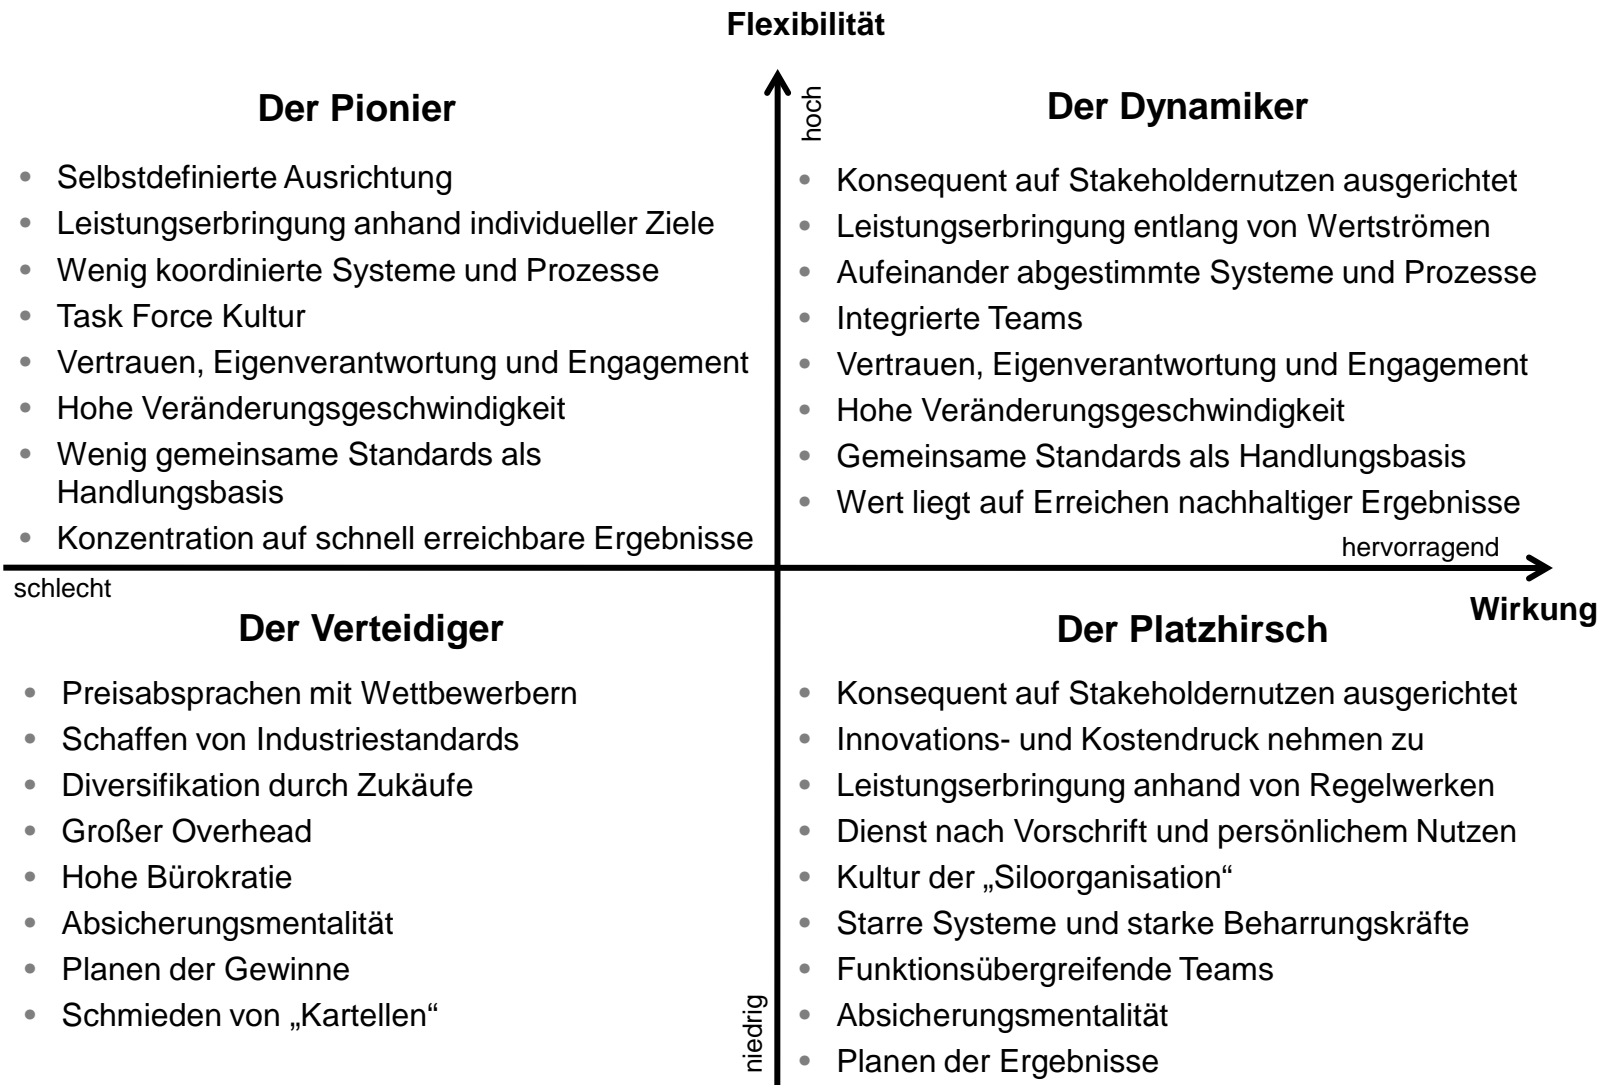 Flexibilität
hoch
Der Pionier
Selbstdefinierte Ausrichtung
Leistungserbringung anhand individueller Ziele
Wenig koordinierte Systeme und Prozesse
Task Force Kultur
Vertrauen, Eigenverantwortung und Engagement
Hohe Veränderungsgeschwindigkeit
Wenig gemeinsame Standards als
Handlungsbasis
Konzentration auf schnell erreichbare Ergebnisse
Der Dynamiker
Konsequent auf Stakeholdernutzen ausgerichtet
Leistungserbringung entlang von Wertströmen
Aufeinander abgestimmte Systeme und Prozesse
Integrierte Teams
Vertrauen, Eigenverantwortung und Engagement
Hohe Veränderungsgeschwindigkeit
Gemeinsame Standards als Handlungsbasis
Wert liegt auf Erreichen nachhaltiger Ergebnisse
hervorragend
schlecht
Wirkung
Der Verteidiger
Preisabsprachen mit Wettbewerbern
Schaffen von Industriestandards
Diversifikation durch Zukäufe
Großer Overhead
Hohe Bürokratie
Absicherungsmentalität
Planen der Gewinne
Schmieden von „Kartellen“
niedrig
Der Platzhirsch
Konsequent auf Stakeholdernutzen ausgerichtet
Innovations- und Kostendruck nehmen zu
Leistungserbringung anhand von Regelwerken
Dienst nach Vorschrift und persönlichem Nutzen
Kultur der „Siloorganisation“
Starre Systeme und starke Beharrungskräfte
Funktionsübergreifende Teams
Absicherungsmentalität
Planen der Ergebnisse